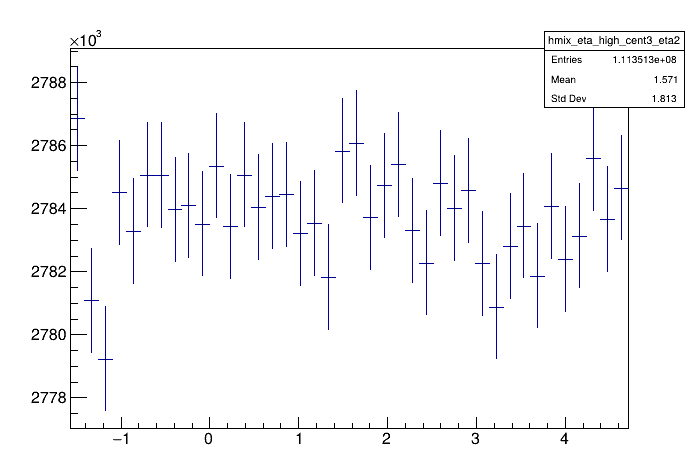 ×10³
hmix_eta_high_cent3_eta2
Entries 1.113513e+08
Mean 1.571
Std Dev 1.813
2788
2786
2784
2782
2780
2778
−1 0 1 2 3 4